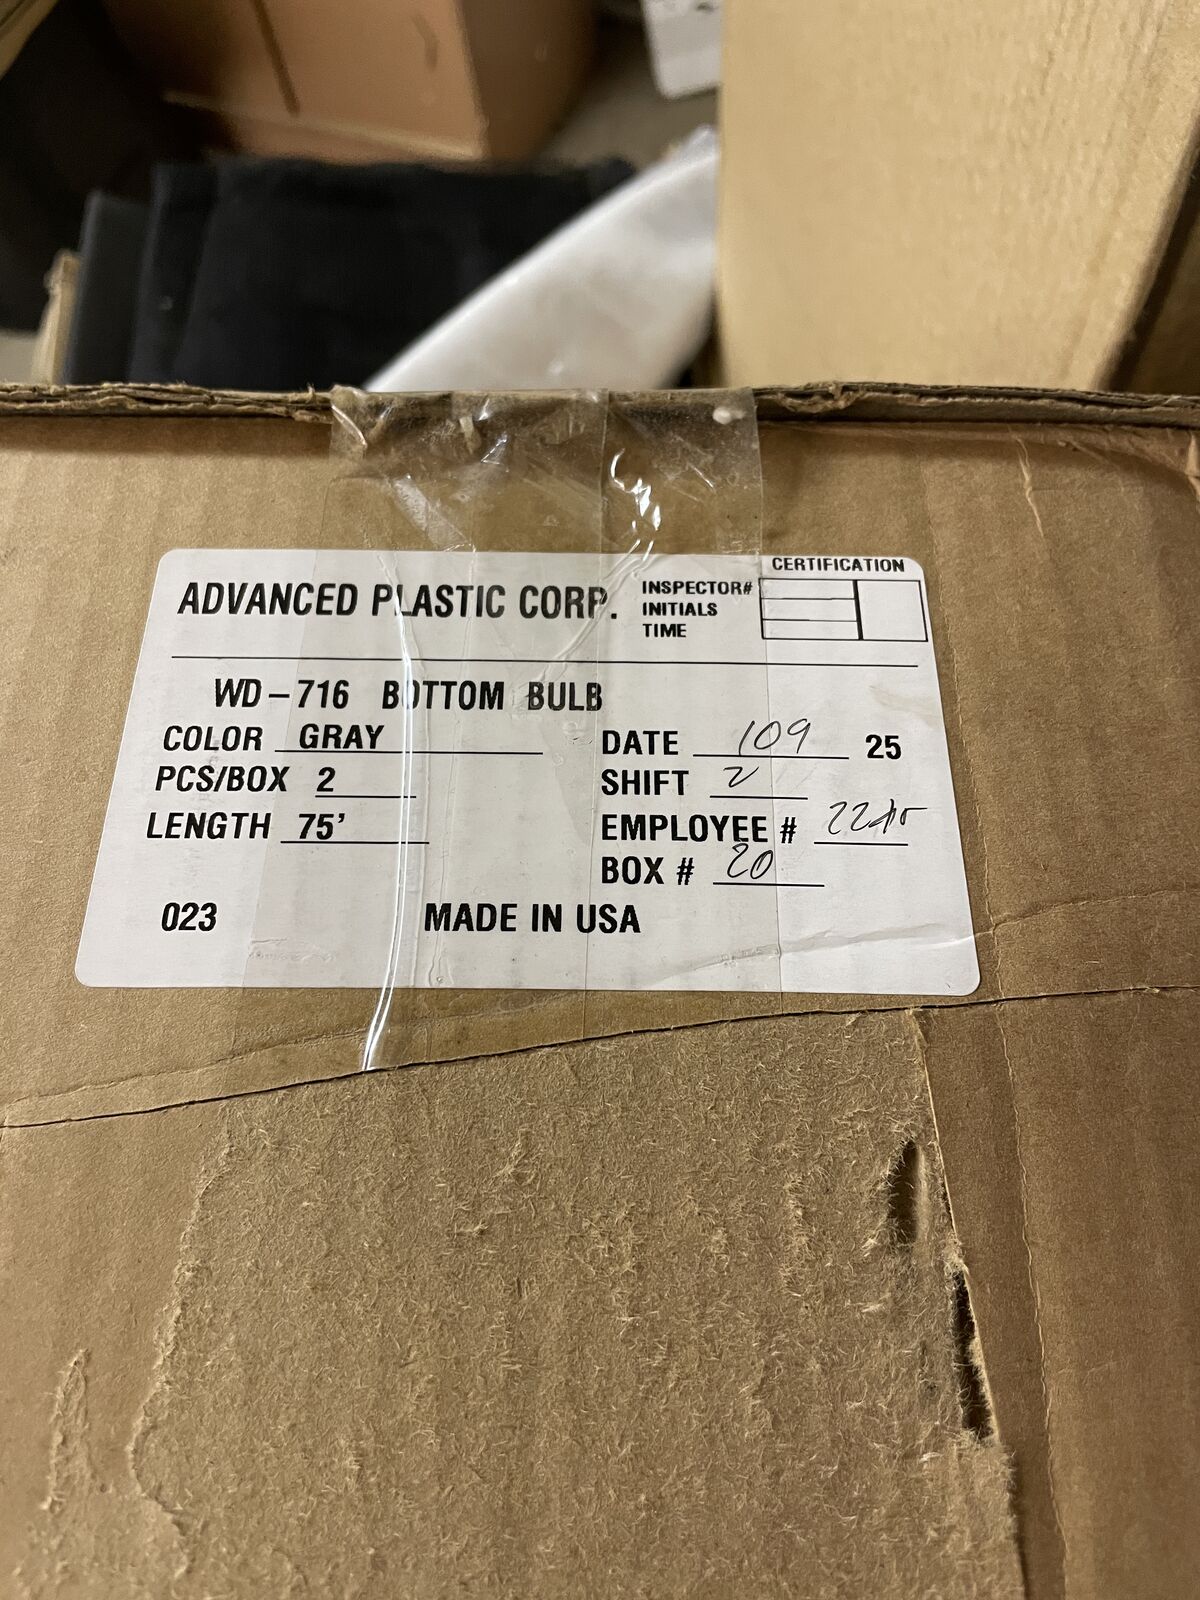 ADVANCED PLASTIC CORP.
CERTIFICATION
INSPECTOR#
INITIALS
TIME
WD-716 BOTTOM BULB
COLOR GRAY
DATE 109 25
PCS/BOX 2
SHIFT 2
LENGTH 75'
EMPLOYEE #
BOX # 20
023 MADE IN USA